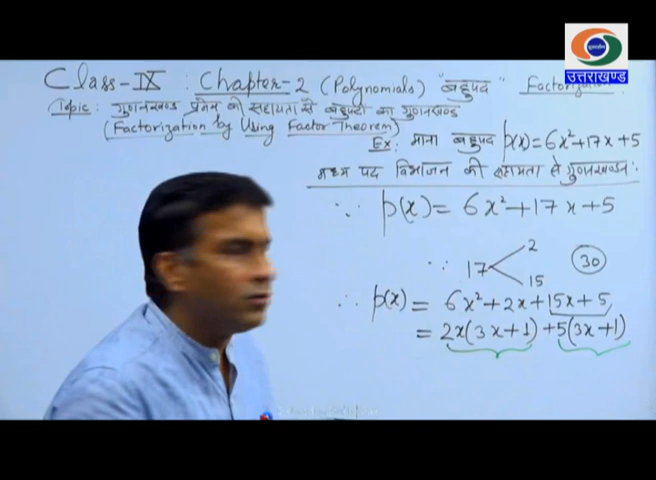 उत्तराखण्ड
Class-IX : Chapter-2 (Polynomials) "बहुपद" Factorization
Topic: गुणनखण्ड प्रमेय की सहायता से बहुपदों का गुणनखण्ड
(Factorization by Using Factor Theorem)
Ex: माना बहुपद p(x)=6x²+17x+5
मध्य पद विभाजन की सहायता से गुणनखण्डन:
∵ p(x) = 6x²+17x+5
∵ 17 < 2 15 (30)
∴ p(x) = 6x²+2x+15x+5
= 2x(3x+1)+5(3x+1)